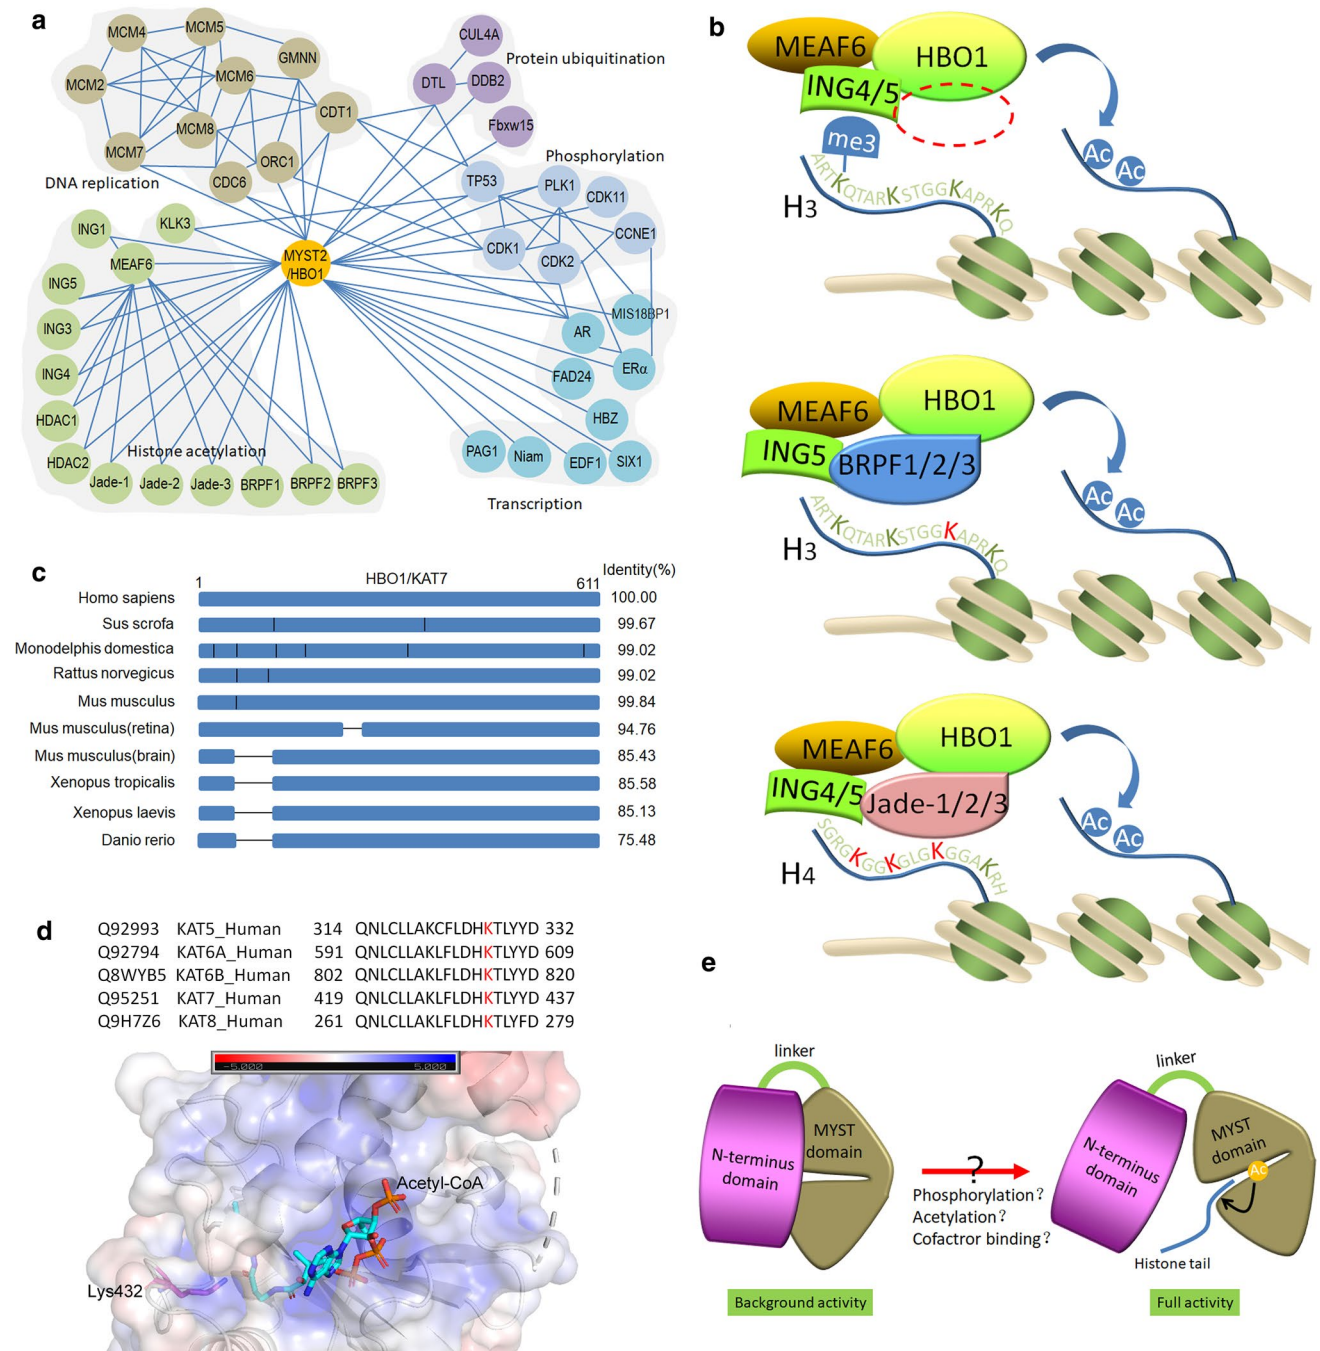 a
MCM4
MCM5
GMNN
MCM2
MCM6
CDT1
MCM8
MCM7
ORC1
CDC6
DNA replication
CUL4A
Protein ubiquitination
DTL
DDB2
Fbxw15
Phosphorylation
TP53
PLK1
CDK11
CCNE1
CDK1
CDK2
KLK3
ING1
MEAF6
MYST2
/HBO1
ING5
ING3
ING4
HDAC1
HDAC2
Histone acetylation
Jade-1
Jade-2
Jade-3
BRPF1
BRPF2
BRPF3
MIS18BP1
AR
ERα
FAD24
HBZ
PAG1
Niam
EDF1
SIX1
Transcription
b
MEAF6
HBO1
ING4/5
me3
Ac
Ac
ARTKQTARKSTGGKAPRKQ
H3
MEAF6
HBO1
ING5
BRPF1/2/3
Ac
Ac
ARTKQTARKSTGGKAPRKQ
H3
MEAF6
HBO1
ING4/5
Jade-1/2/3
Ac
Ac
SGRGKGGKGLGKGGAKRH
H4
c
1
HBO1/KAT7
611
Identity(%)
Homo sapiens 100.00
Sus scrofa 99.67
Monodelphis domestica 99.02
Rattus norvegicus 99.02
Mus musculus 99.84
Mus musculus(retina) 94.76
Mus musculus(brain) 85.43
Xenopus tropicalis 85.58
Xenopus laevis 85.13
Danio rerio 75.48
d
Q92993 KAT5_Human 314 QNLCLLAKCFLDHKTLYYD 332
Q92794 KAT6A_Human 591 QNLCLLAKLFLDHKTLYYD 609
Q8WYB5 KAT6B_Human 802 QNLCLLAKLFLDHKTLYYD 820
Q95251 KAT7_Human 419 QNLCLLAKLFLDHKTLYYD 437
Q9H7Z6 KAT8_Human 261 QNLCLLAKLFLDHKTLYFD 279
-5.000
5.000
Acetyl-CoA
Lys432
e
linker
N-terminus
domain
MYST
domain
?
Phosphorylation?
Acetylation?
Cofactror binding?
linker
N-terminus
domain
MYST
domain
Ac
Histone tail
Background activity
Full activity